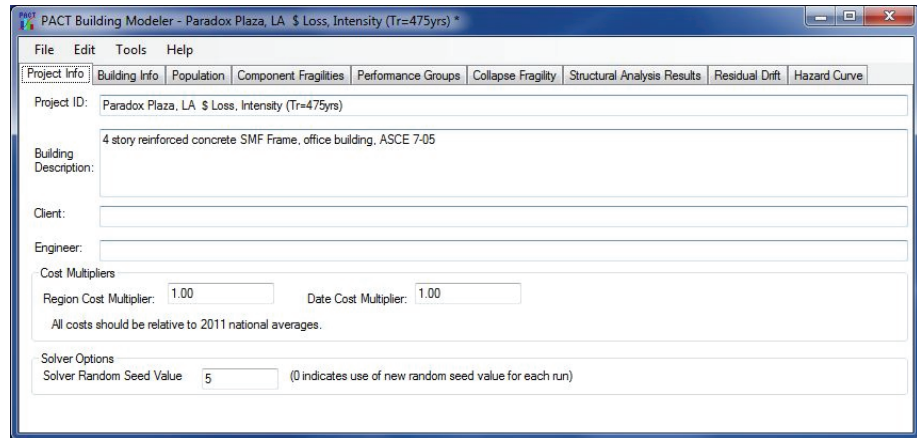 PACT PACT Building Modeler - Paradox Plaza, LA $ Loss, Intensity (Tr=475yrs) *
File Edit Tools Help
Project Info Building Info Population Component Fragilities Performance Groups Collapse Fragility Structural Analysis Results Residual Drift Hazard Curve
Project ID: Paradox Plaza, LA $ Loss, Intensity (Tr=475yrs)
4 story reinforced concrete SMF Frame, office building, ASCE 7-05
Building
Description:
Client:
Engineer:
Cost Multipliers
Region Cost Multiplier: 1.00 Date Cost Multiplier: 1.00
All costs should be relative to 2011 national averages.
Solver Options
Solver Random Seed Value 5 (0 indicates use of new random seed value for each run)